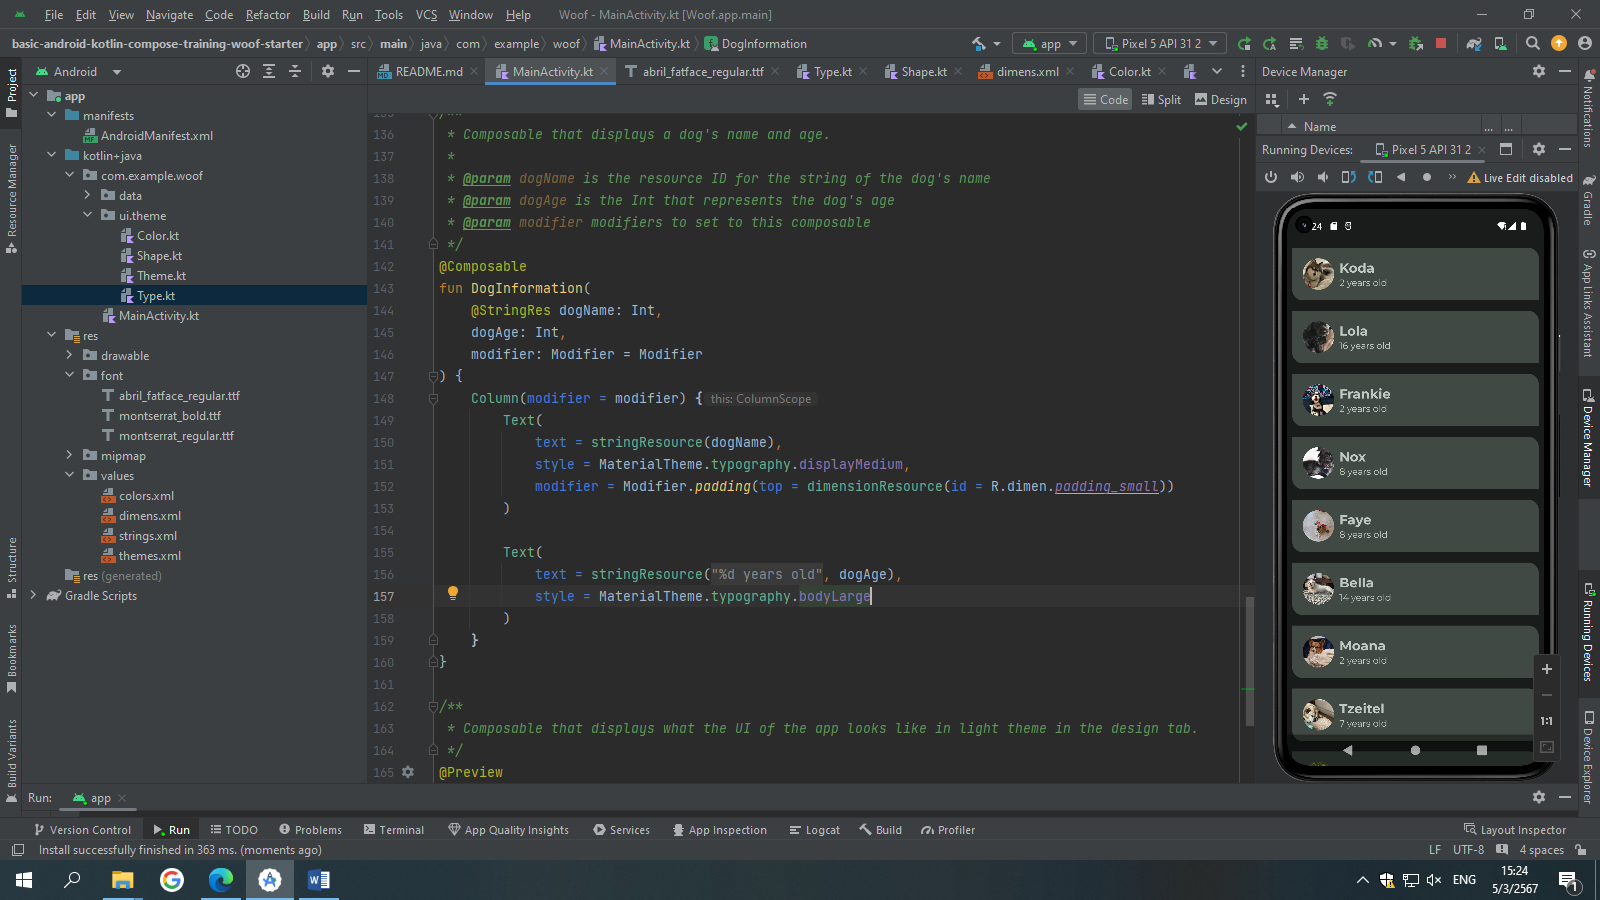 File Edit View Navigate Code Refactor Build Run Tools VCS Window Help Woof - MainActivity.kt [Woof.app.main]
basic-android-kotlin-compose-training-woof-starter app src main java com example woof MainActivity.kt DogInformation app Pixel 5 API 31 2
Project
Android
README.md MainActivity.kt abril_fatface_regular.ttf Type.kt Shape.kt dimens.xml Color.kt
Device Manager
Code Split Design
app
manifests
AndroidManifest.xml
kotlin+java
com.example.woof
data
ui.theme
Color.kt
Shape.kt
Theme.kt
Type.kt
MainActivity.kt
res
drawable
font
abril_fatface_regular.ttf
montserrat_bold.ttf
montserrat_regular.ttf
mipmap
values
colors.xml
dimens.xml
strings.xml
themes.xml
res (generated)
Gradle Scripts
Resource Manager
Structure
Bookmarks
Build Variants
/**
136 * Composable that displays a dog's name and age.
137 *
138 * @param dogName is the resource ID for the string of the dog's name
139 * @param dogAge is the Int that represents the dog's age
140 * @param modifier modifiers to set to this composable
141 */
142 @Composable
143 fun DogInformation(
144 @StringRes dogName: Int,
145 dogAge: Int,
146 modifier: Modifier = Modifier
147 ) {
148 Column(modifier = modifier) { this: ColumnScope
149 Text(
150 text = stringResource(dogName),
151 style = MaterialTheme.typography.displayMedium,
152 modifier = Modifier.padding(top = dimensionResource(id = R.dimen.padding_small))
153 )
154
155 Text(
156 text = stringResource("%d years old", dogAge),
157 style = MaterialTheme.typography.bodyLarge
158 )
159 }
160 }
161
162 /**
163 * Composable that displays what the UI of the app looks like in light theme in the design tab.
164 */
165 @Preview
Name ... ...
Running Devices: Pixel 5 API 31 2
Live Edit disabled
24
Koda
2 years old
Lola
16 years old
Frankie
2 years old
Nox
8 years old
Faye
8 years old
Bella
14 years old
Moana
2 years old
Tzeitel
7 years old
1:1
Notifications
Gradle
App Links Assistant
Device Manager
Running Devices
Device Explorer
Run: app
Version Control Run TODO Problems Terminal App Quality Insights Services App Inspection Logcat Build Profiler Layout Inspector
Install successfully finished in 363 ms. (moments ago) LF UTF-8 4 spaces
ENG
15:24
5/3/2567
1